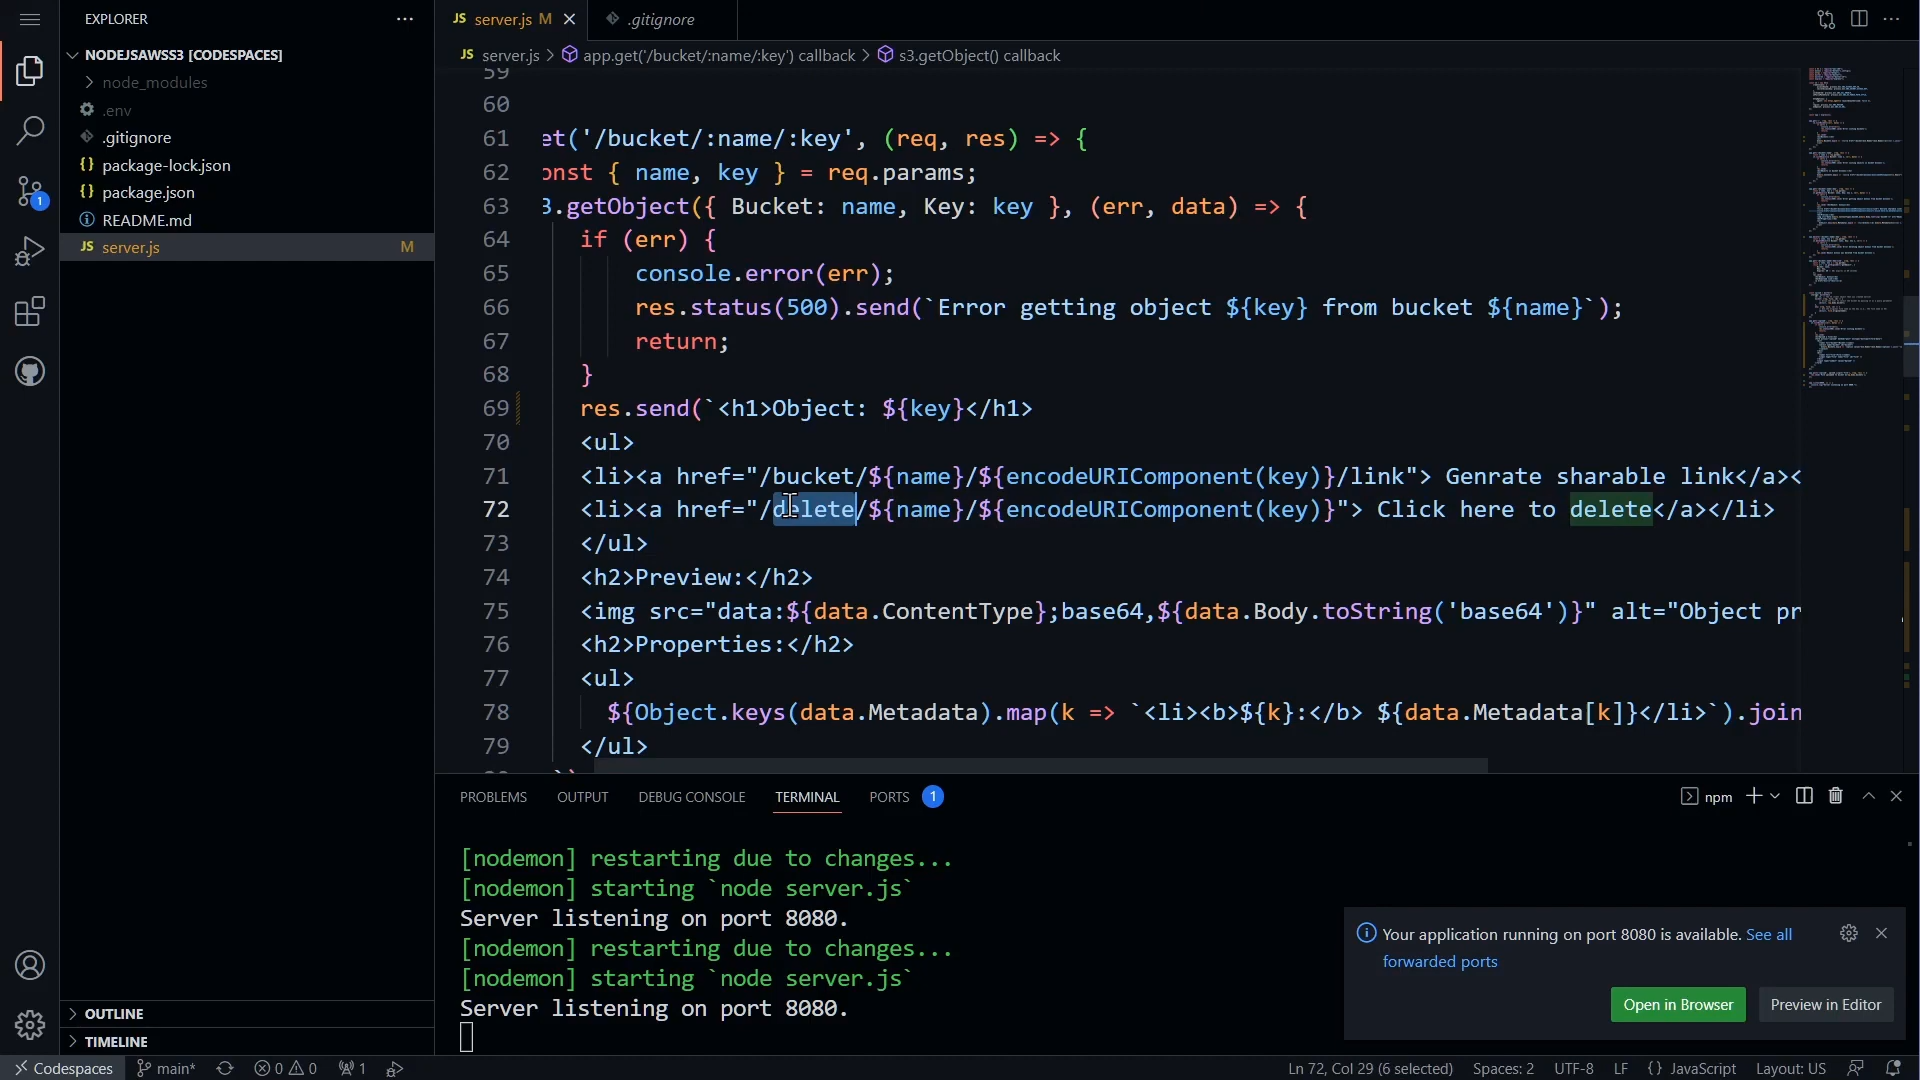 EXPLORER
NODEJSAWSS3 [CODESPACES]
node_modules
.env
.gitignore
package-lock.json
package.json
README.md
server.js M
OUTLINE
TIMELINE
1
JS server.js M
.gitignore
JS server.js > app.get('/bucket/:name/:key') callback > s3.getObject() callback
59
60
61 et('/bucket/:name/:key', (req, res) => {
62 onst { name, key } = req.params;
63 3.getObject({ Bucket: name, Key: key }, (err, data) => {
64 if (err) {
65 console.error(err);
66 res.status(500).send(`Error getting object ${key} from bucket ${name}`);
67 return;
68 }
69 res.send(`<h1>Object: ${key}</h1>
70 <ul>
71 <li><a href="/bucket/${name}/${encodeURIComponent(key)}/link"> Genrate sharable link</a><
72 <li><a href="/delete/${name}/${encodeURIComponent(key)}"> Click here to delete</a></li>
73 </ul>
74 <h2>Preview:</h2>
75 <img src="data:${data.ContentType};base64,${data.Body.toString('base64')}" alt="Object pr
76 <h2>Properties:</h2>
77 <ul>
78 ${Object.keys(data.Metadata).map(k => `<li><b>${k}:</b> ${data.Metadata[k]}</li>`).join
79 </ul>
PROBLEMS OUTPUT DEBUG CONSOLE TERMINAL PORTS 1
npm
[nodemon] restarting due to changes...
[nodemon] starting `node server.js`
Server listening on port 8080.
[nodemon] restarting due to changes...
[nodemon] starting `node server.js`
Server listening on port 8080.
Your application running on port 8080 is available. See all
forwarded ports
Open in Browser
Preview in Editor
Codespaces main* 0 0 1
Ln 72, Col 29 (6 selected) Spaces: 2 UTF-8 LF {} JavaScript Layout: US